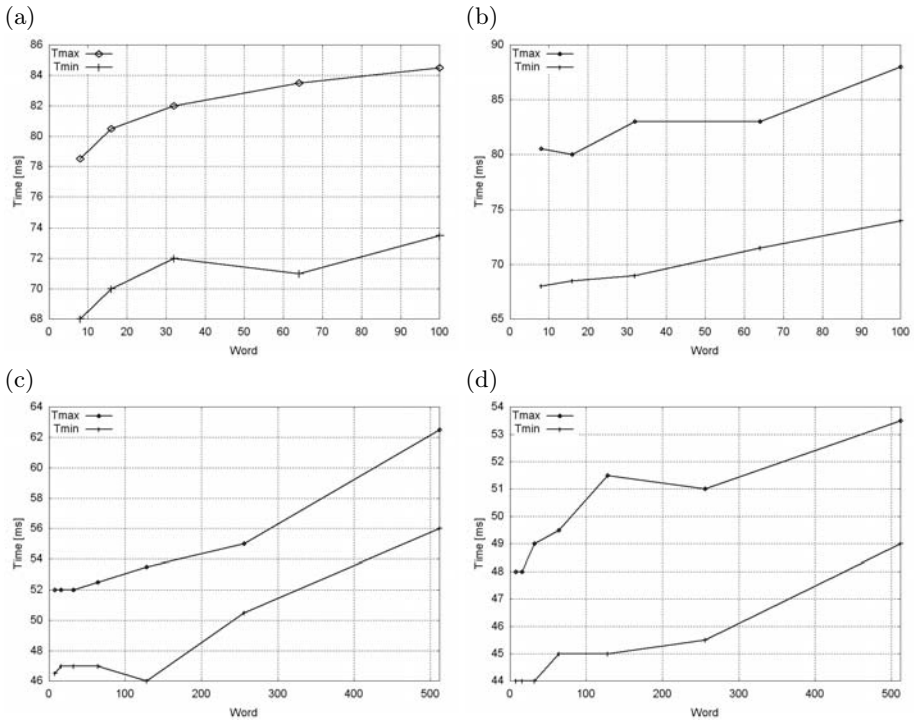 (a)
Tmax
Tmin
86
84
82
80
78
76
74
72
70
68
Time [ms]
0 10 20 30 40 50 60 70 80 90 100
Word
(b)
Tmax
Tmin
90
85
80
75
70
65
Time [ms]
0 10 20 30 40 50 60 70 80 90 100
Word
(c)
Tmax
Tmin
64
62
60
58
56
54
52
50
48
46
Time [ms]
0 100 200 300 400 500
Word
(d)
Tmax
Tmin
54
53
52
51
50
49
48
47
46
45
44
Time [ms]
0 100 200 300 400 500
Word